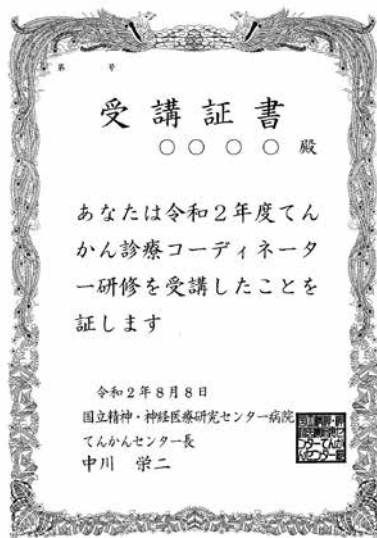 第　　号
受講証書
○○○○ 殿
あなたは令和２年度てん
かん診療コーディネータ
ー研修を受講したことを
証します
令和２年８月８日
国立精神・神経医療研究センター病院
てんかんセンター長
中川　栄二